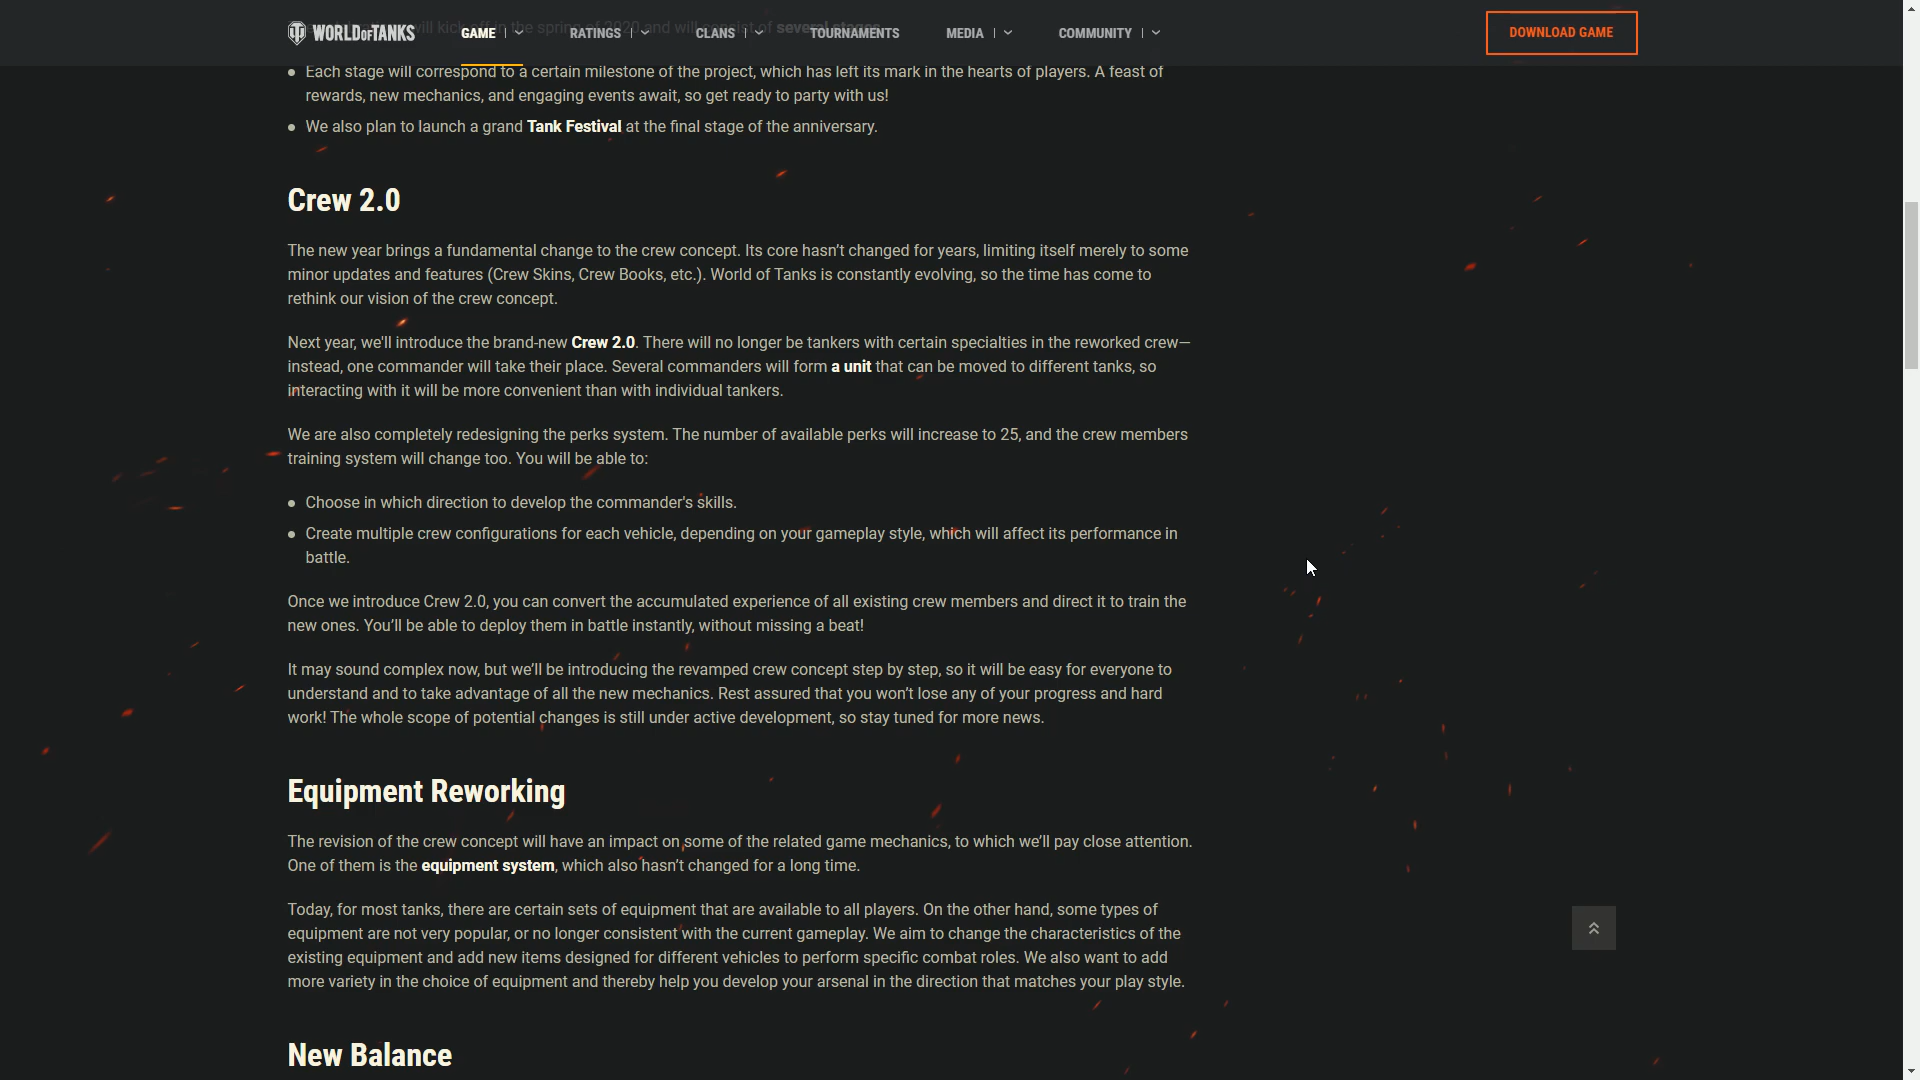 will kick off in the spring of 2020 and will consist of several stages.
WORLD OF TANKS GAME RATINGS CLANS TOURNAMENTS MEDIA COMMUNITY DOWNLOAD GAME
Each stage will correspond to a certain milestone of the project, which has left its mark in the hearts of players. A feast of
rewards, new mechanics, and engaging events await, so get ready to party with us!
We also plan to launch a grand Tank Festival at the final stage of the anniversary.
Crew 2.0
The new year brings a fundamental change to the crew concept. Its core hasn't changed for years, limiting itself merely to some
minor updates and features (Crew Skins, Crew Books, etc.). World of Tanks is constantly evolving, so the time has come to
rethink our vision of the crew concept.
Next year, we'll introduce the brand-new Crew 2.0. There will no longer be tankers with certain specialties in the reworked crew—
instead, one commander will take their place. Several commanders will form a unit that can be moved to different tanks, so
interacting with it will be more convenient than with individual tankers.
We are also completely redesigning the perks system. The number of available perks will increase to 25, and the crew members
training system will change too. You will be able to:
Choose in which direction to develop the commander's skills.
Create multiple crew configurations for each vehicle, depending on your gameplay style, which will affect its performance in
battle.
Once we introduce Crew 2.0, you can convert the accumulated experience of all existing crew members and direct it to train the
new ones. You'll be able to deploy them in battle instantly, without missing a beat!
It may sound complex now, but we'll be introducing the revamped crew concept step by step, so it will be easy for everyone to
understand and to take advantage of all the new mechanics. Rest assured that you won't lose any of your progress and hard
work! The whole scope of potential changes is still under active development, so stay tuned for more news.
Equipment Reworking
The revision of the crew concept will have an impact on some of the related game mechanics, to which we'll pay close attention.
One of them is the equipment system, which also hasn't changed for a long time.
Today, for most tanks, there are certain sets of equipment that are available to all players. On the other hand, some types of
equipment are not very popular, or no longer consistent with the current gameplay. We aim to change the characteristics of the
existing equipment and add new items designed for different vehicles to perform specific combat roles. We also want to add
more variety in the choice of equipment and thereby help you develop your arsenal in the direction that matches your play style.
New Balance